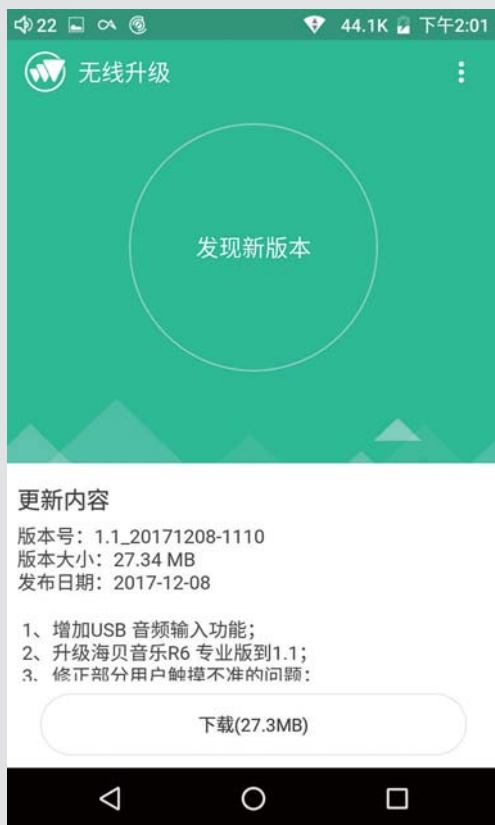 22 44.1K 下午2:01
无线升级
发现新版本
更新内容
版本号：1.1_20171208-1110
版本大小：27.34 MB
发布日期：2017-12-08
1、增加USB 音频输入功能；
2、升级海贝音乐R6 专业版到1.1；
3、修正部分用户触摸不准的问题；
下载(27.3MB)